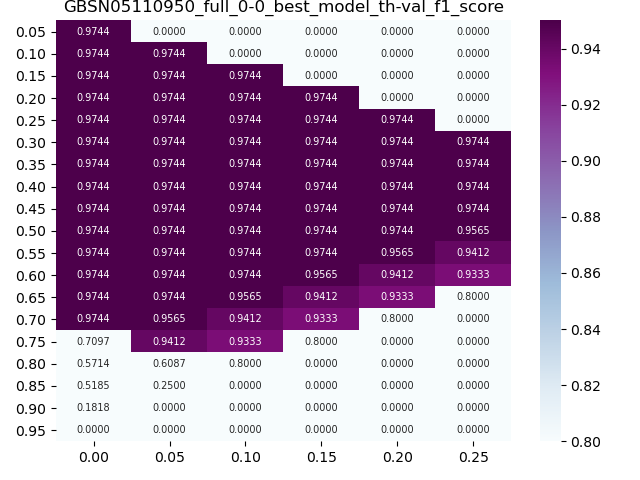 GBSN05110950_full_0-0_best_model_th-val_f1_score
0.05 0.9744 0.0000 0.0000 0.0000 0.0000 0.0000
0.10 0.9744 0.9744 0.0000 0.0000 0.0000 0.0000
0.15 0.9744 0.9744 0.9744 0.0000 0.0000 0.0000
0.20 0.9744 0.9744 0.9744 0.9744 0.0000 0.0000
0.25 0.9744 0.9744 0.9744 0.9744 0.9744 0.0000
0.30 0.9744 0.9744 0.9744 0.9744 0.9744 0.9744
0.35 0.9744 0.9744 0.9744 0.9744 0.9744 0.9744
0.40 0.9744 0.9744 0.9744 0.9744 0.9744 0.9744
0.45 0.9744 0.9744 0.9744 0.9744 0.9744 0.9744
0.50 0.9744 0.9744 0.9744 0.9744 0.9744 0.9565
0.55 0.9744 0.9744 0.9744 0.9744 0.9565 0.9412
0.60 0.9744 0.9744 0.9744 0.9565 0.9412 0.9333
0.65 0.9744 0.9744 0.9565 0.9412 0.9333 0.8000
0.70 0.9744 0.9565 0.9412 0.9333 0.8000 0.0000
0.75 0.7097 0.9412 0.9333 0.8000 0.0000 0.0000
0.80 0.5714 0.6087 0.8000 0.0000 0.0000 0.0000
0.85 0.5185 0.2500 0.0000 0.0000 0.0000 0.0000
0.90 0.1818 0.0000 0.0000 0.0000 0.0000 0.0000
0.95 0.0000 0.0000 0.0000 0.0000 0.0000 0.0000
0.00 0.05 0.10 0.15 0.20 0.25
0.94
0.92
0.90
0.88
0.86
0.84
0.82
0.80